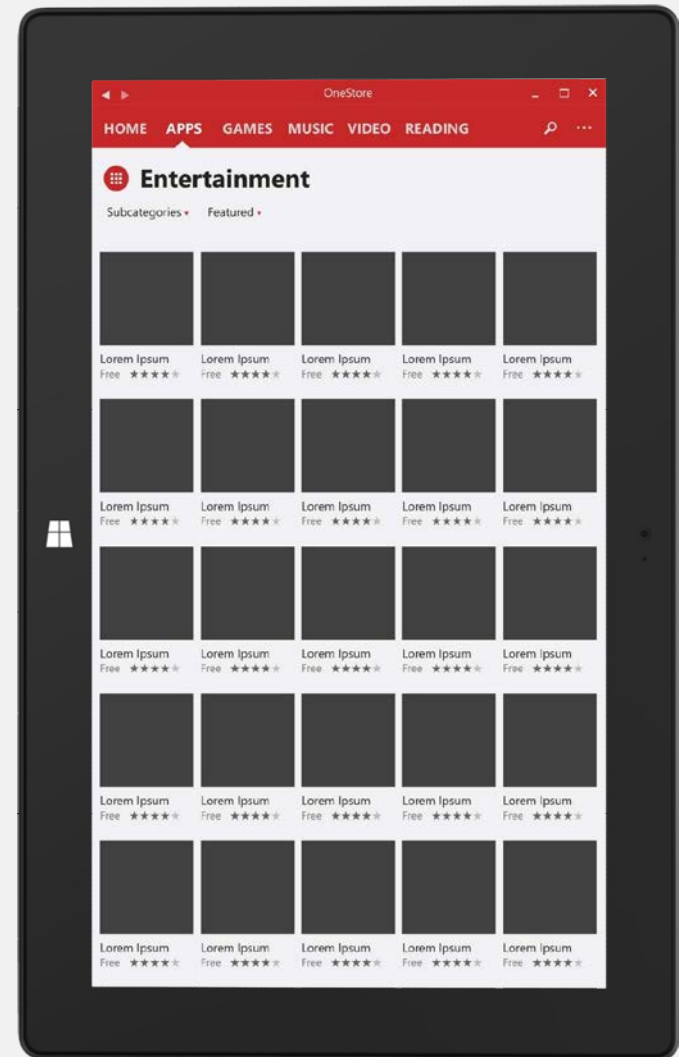 OneStore
HOME APPS GAMES MUSIC VIDEO READING
Entertainment
Subcategories Featured
Lorem Ipsum Lorem Ipsum Lorem Ipsum Lorem Ipsum Lorem Ipsum
Free Free Free Free Free
Lorem Ipsum Lorem Ipsum Lorem Ipsum Lorem Ipsum Lorem Ipsum
Free Free Free Free Free
Lorem Ipsum Lorem Ipsum Lorem Ipsum Lorem Ipsum Lorem Ipsum
Free Free Free Free Free
Lorem Ipsum Lorem Ipsum Lorem Ipsum Lorem Ipsum Lorem Ipsum
Free Free Free Free Free
Lorem Ipsum Lorem Ipsum Lorem Ipsum Lorem Ipsum Lorem Ipsum
Free Free Free Free Free